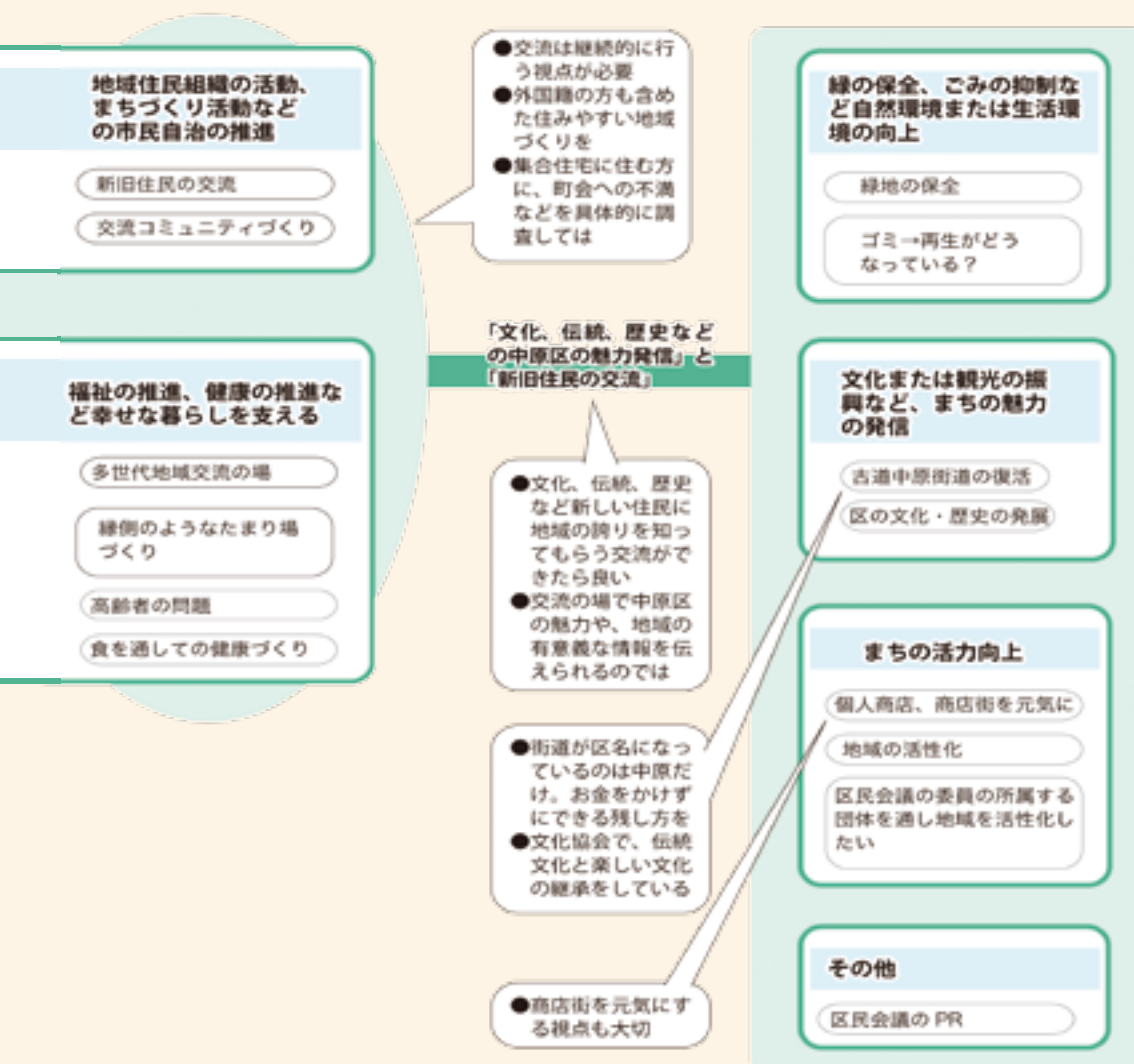 地域住民組織の活動、
まちづくり活動など
の市民自治の推進
新旧住民の交流
交流コミュニティづくり
福祉の推進、健康の推進な
ど幸せな暮らしを支える
多世代地域交流の場
縁側のようなたまり場
づくり
高齢者の問題
食を通しての健康づくり
●交流は継続的に行
う視点が必要
●外国籍の方も含め
た住みやすい地域
づくりを
●集合住宅に住む方
に、町会への不満
などを具体的に調
査しては
「文化、伝統、歴史など
の中原区の魅力発信」と
「新旧住民の交流」
●文化、伝統、歴史
など新しい住民に
地域の誇りを知っ
てもらう交流がで
きたら良い
●交流の場で中原区
の魅力や、地域の
有意義な情報を伝
えられるのでは
●街道が区名になっ
ているのは中原だ
け。お金をかけず
にできる残し方を
●文化協会で、伝統
文化と楽しい文化
の継承をしている
●商店街を元気にす
る視点も大切
緑の保全、ごみの抑制な
ど自然環境または生活環
境の向上
緑地の保全
ゴミ→再生がどう
なっている？
文化または観光の振
興など、まちの魅力
の発信
古道中原街道の復活
区の文化・歴史の発展
まちの活力向上
個人商店、商店街を元気に
地域の活性化
区民会議の委員の所属する
団体を通し地域を活性化し
たい
その他
区民会議の PR